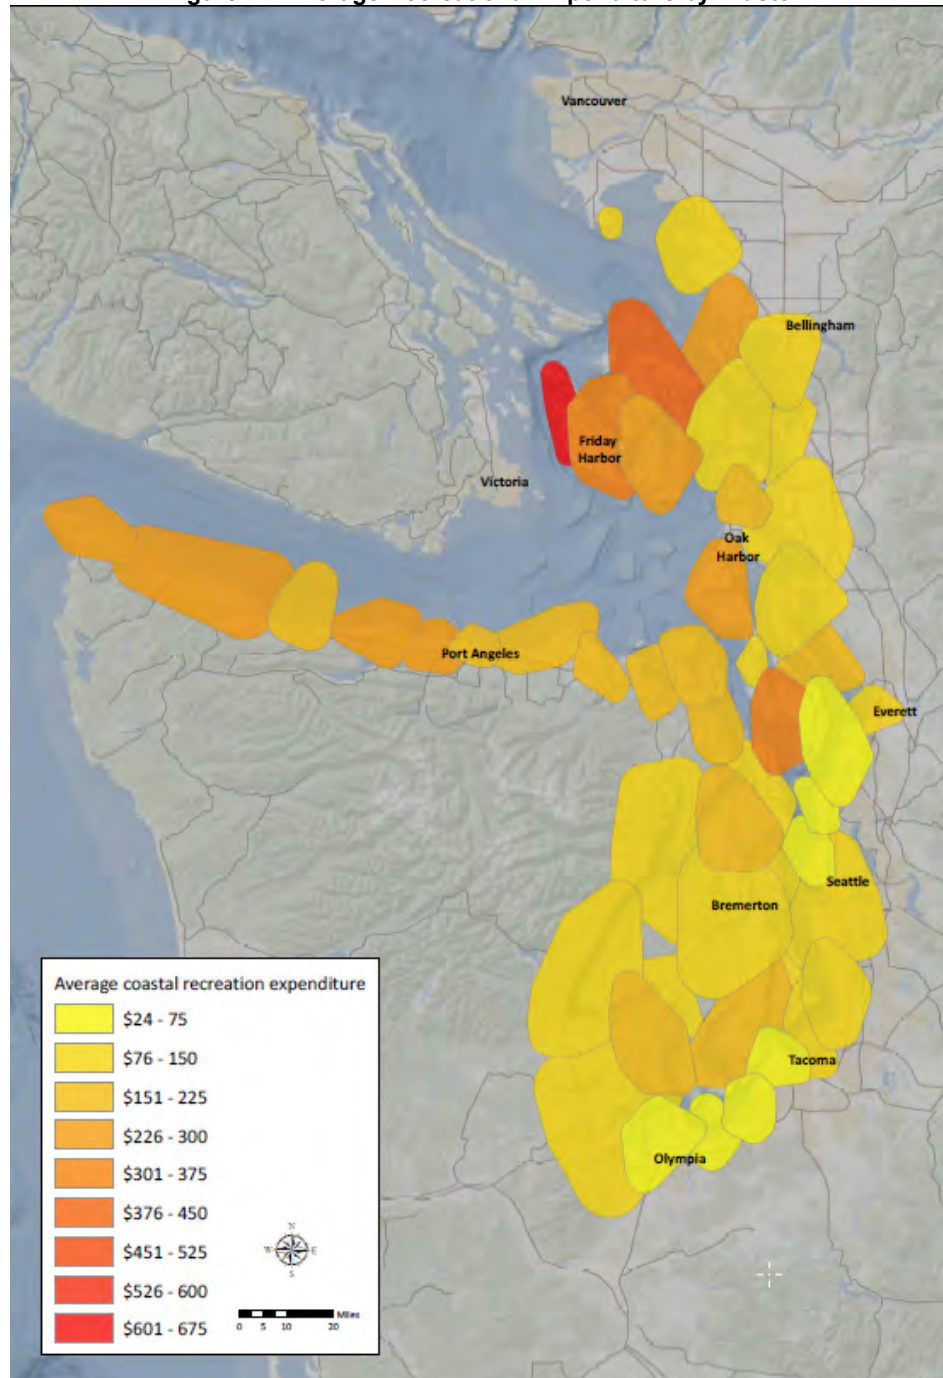 Vancouver
Bellingham
Friday
Harbor
Victoria
Oak
Harbor
Port Angeles
Everett
Seattle
Bremerton
Tacoma
Olympia
Average coastal recreation expenditure
$24 - 75
$76 - 150
$151 - 225
$226 - 300
$301 - 375
$376 - 450
$451 - 525
$526 - 600
$601 - 675
N
W E
S
Miles
0 5 10 20